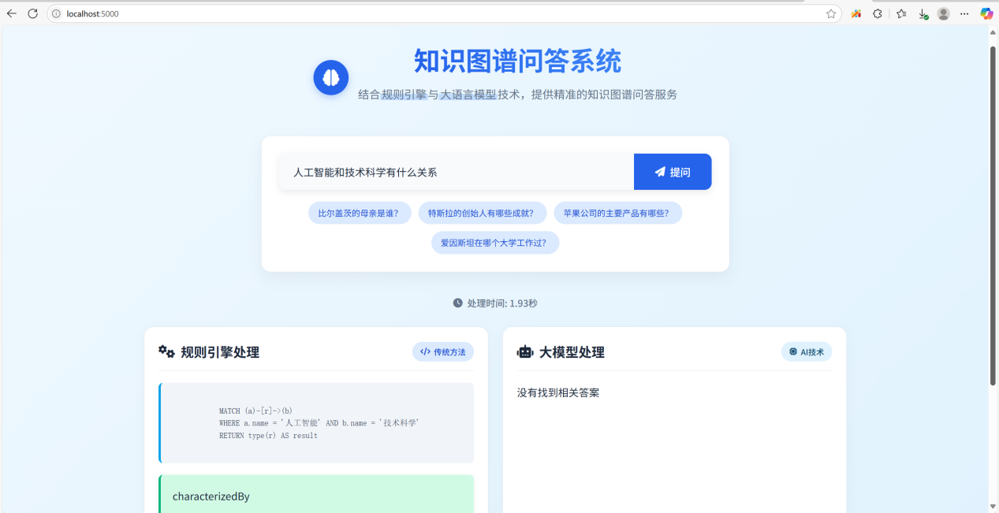 localhost:5000
知识图谱问答系统
结合规则引擎与大语言模型技术，提供精准的知识图谱问答服务
人工智能和技术科学有什么关系
提问
比尔盖茨的母亲是谁？
特斯拉的创始人有哪些成就？
苹果公司的主要产品有哪些？
爱因斯坦在哪个大学工作过？
处理时间: 1.93秒
规则引擎处理
</> 传统方法
MATCH (a)-[r]->(b)
WHERE a.name = '人工智能' AND b.name = '技术科学'
RETURN type(r) AS result
characterizedBy
大模型处理
AI技术
没有找到相关答案